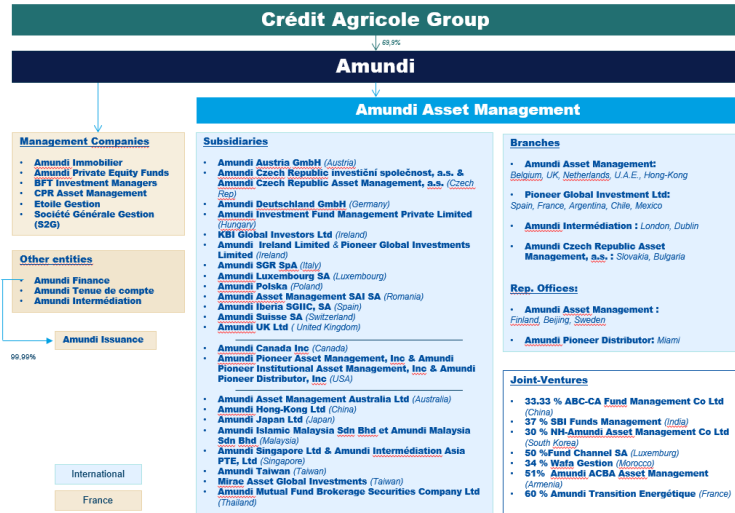 Crédit Agricole Group
69,9%
Amundi
Amundi Asset Management
Management Companies
• Amundi Immobilier
• Amundi Private Equity Funds
• BFT Investment Managers
• CPR Asset Management
• Etoile Gestion
• Société Générale Gestion
(S2G)
Other entities
• Amundi Finance
• Amundi Tenue de compte
• Amundi Intermédiation
Amundi Issuance
99.99%
International
France
Subsidiaries
• Amundi Austria GmbH (Austria)
• Amundi Czech Republic investiční společnost, a.s. &
Amundi Czech Republic Asset Management, a.s. (Czech
Rep)
• Amundi Deutschland GmbH (Germany)
• Amundi Investment Fund Management Private Limited
(Hungary)
• KBI Global Investors Ltd (Ireland)
• Amundi Ireland Limited & Pioneer Global Investments
Limited (Ireland)
• Amundi SGR SpA (Italy)
• Amundi Luxembourg SA (Luxembourg)
• Amundi Polska (Poland)
• Amundi Asset Management SAI SA (Romania)
• Amundi Iberia SGIIC, SA (Spain)
• Amundi Suisse SA (Switzerland)
• Amundi UK Ltd ( United Kingdom)
• Amundi Canada Inc (Canada)
• Amundi Pioneer Asset Management, Inc & Amundi
Pioneer Institutional Asset Management, Inc & Amundi
Pioneer Distributor, Inc (USA)
• Amundi Asset Management Australia Ltd (Australia)
• Amundi Hong-Kong Ltd (China)
• Amundi Japan Ltd (Japan)
• Amundi Islamic Malaysia Sdn Bhd et Amundi Malaysia
Sdn Bhd (Malaysia)
• Amundi Singapore Ltd & Amundi Intermédiation Asia
PTE, Ltd (Singapore)
• Amundi Taiwan (Taiwan)
• Mirae Asset Global Investments (Taiwan)
• Amundi Mutual Fund Brokerage Securities Company Ltd
(Thailand)
Branches
• Amundi Asset Management:
Belgium, UK, Netherlands, U.A.E., Hong-Kong
• Pioneer Global Investment Ltd:
Spain, France, Argentina, Chile, Mexico
• Amundi Intermédiation : London, Dublin
• Amundi Czech Republic Asset
Management, a.s. : Slovakia, Bulgaria
Rep. Offices:
• Amundi Asset Management :
Finland, Beijing, Sweden
• Amundi Pioneer Distributor: Miami
Joint-Ventures
• 33.33 % ABC-CA Fund Management Co Ltd
(China)
• 37 % SBI Funds Management (India)
• 30 % NH-Amundi Asset Management Co Ltd
(South Korea)
• 50 %Fund Channel SA (Luxemburg)
• 34 % Wafa Gestion (Morocco)
• 51% Amundi ACBA Asset Management
(Armenia)
• 60 % Amundi Transition Energétique (France)